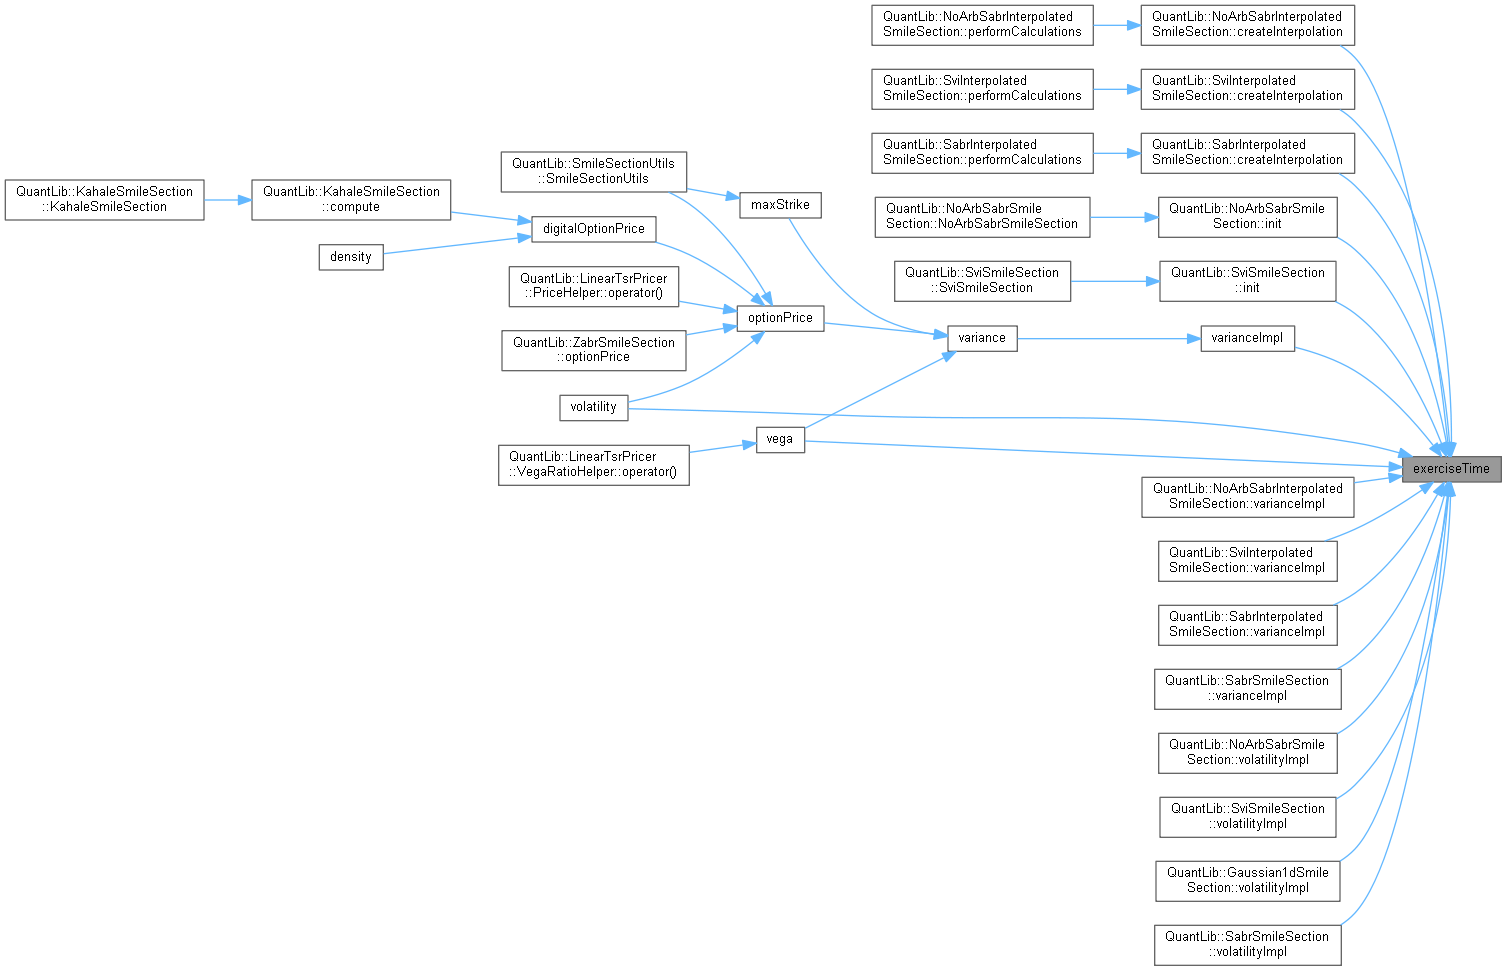 QuantLib::NoArbSabrInterpolated
SmileSection::performCalculations
QuantLib::NoArbSabrInterpolated
SmileSection::createInterpolation
QuantLib::SviInterpolated
SmileSection::performCalculations
QuantLib::SviInterpolated
SmileSection::createInterpolation
QuantLib::SabrInterpolated
SmileSection::performCalculations
QuantLib::SabrInterpolated
SmileSection::createInterpolation
QuantLib::SmileSectionUtils
::SmileSectionUtils
QuantLib::KahaleSmileSection
::KahaleSmileSection
QuantLib::KahaleSmileSection
::compute
maxStrike
QuantLib::NoArbSabrSmile
Section::NoArbSabrSmileSection
QuantLib::NoArbSabrSmile
Section::init
digitalOptionPrice
density
QuantLib::LinearTsrPricer
::PriceHelper::operator()
QuantLib::SviSmileSection
::SviSmileSection
QuantLib::SviSmileSection
::init
optionPrice
QuantLib::ZabrSmileSection
::optionPrice
variance
varianceImpl
volatility
vega
QuantLib::LinearTsrPricer
::VegaRatioHelper::operator()
exerciseTime
QuantLib::NoArbSabrInterpolated
SmileSection::varianceImpl
QuantLib::SviInterpolated
SmileSection::varianceImpl
QuantLib::SabrInterpolated
SmileSection::varianceImpl
QuantLib::SabrSmileSection
::varianceImpl
QuantLib::NoArbSabrSmile
Section::volatilityImpl
QuantLib::SviSmileSection
::volatilityImpl
QuantLib::Gaussian1dSmile
Section::volatilityImpl
QuantLib::SabrSmileSection
::volatilityImpl